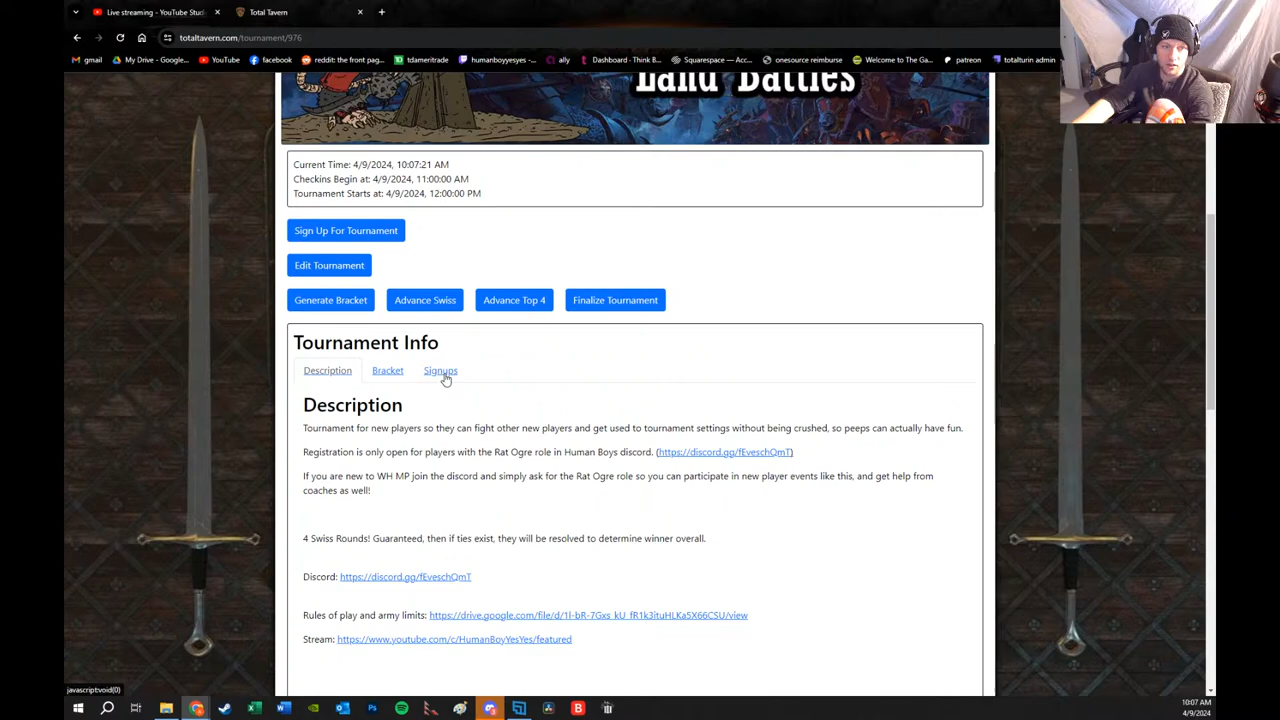 Live streaming - YouTube Stud
Total Tavern
totaltavern.com/tournament/976
gmail
My Drive - Google...
YouTube
facebook
reddit: the front pag...
tdameritrade
humanboyyesyes -...
ally
Dashboard - Think B...
Squarespace — Acc...
onesource reimburse
Welcome to The Ga...
patreon
totalturin admin
Land Battles
Current Time: 4/9/2024, 10:07:21 AM
Checkins Begin at: 4/9/2024, 11:00:00 AM
Tournament Starts at: 4/9/2024, 12:00:00 PM
Sign Up For Tournament
Edit Tournament
Generate Bracket
Advance Swiss
Advance Top 4
Finalize Tournament
Tournament Info
Description
Bracket
Signups
Description
Tournament for new players so they can fight other new players and get used to tournament settings without being crushed, so peeps can actually have fun.
Registration is only open for players with the Rat Ogre role in Human Boys discord. (https://discord.gg/fEveschQmT)
If you are new to WH MP join the discord and simply ask for the Rat Ogre role so you can participate in new player events like this, and get help from
coaches as well!
4 Swiss Rounds! Guaranteed, then if ties exist, they will be resolved to determine winner overall.
Discord: https://discord.gg/fEveschQmT
Rules of play and army limits: https://drive.google.com/file/d/1l-bR-7Gxs_kU_fR1k3ituHLKa5X66CSU/view
Stream: https://www.youtube.com/c/HumanBoyYesYes/featured
javascript:void(0)
10:07 AM
4/9/2024